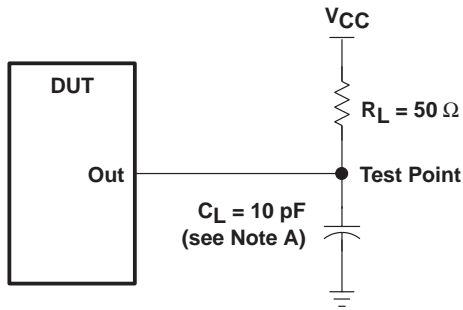 VCC
DUT
RL = 50 Ω
Out
Test Point
CL = 10 pF
(see Note A)